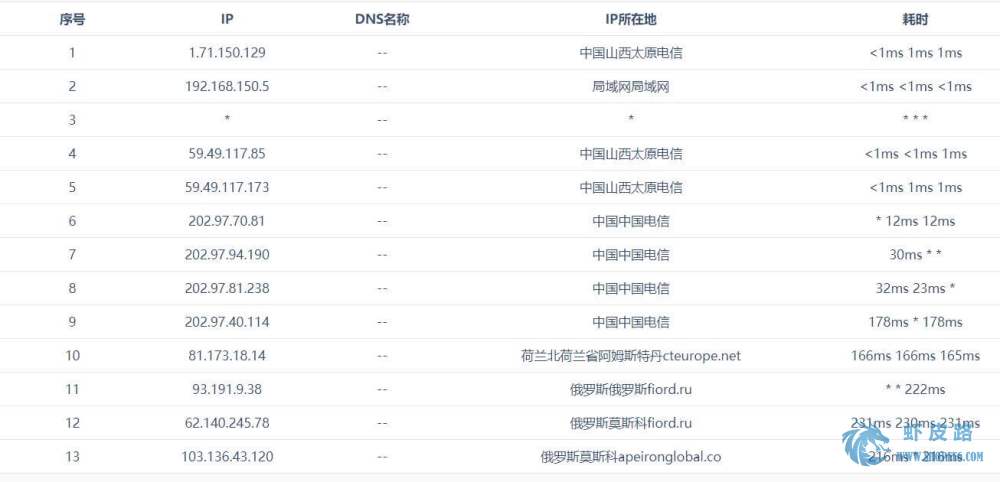 序号 IP DNS名称 IP所在地 耗时
1 1.71.150.129 -- 中国山西太原电信 <1ms 1ms 1ms
2 192.168.150.5 -- 局域网局域网 <1ms <1ms <1ms
3 * -- * * * *
4 59.49.117.85 -- 中国山西太原电信 <1ms <1ms 1ms
5 59.49.117.173 -- 中国山西太原电信 <1ms 1ms 1ms
6 202.97.70.81 -- 中国中国电信 * 12ms 12ms
7 202.97.94.190 -- 中国中国电信 30ms * *
8 202.97.81.238 -- 中国中国电信 32ms 23ms *
9 202.97.40.114 -- 中国中国电信 178ms * 178ms
10 81.173.18.14 -- 荷兰北荷兰省阿姆斯特丹cteurope.net 166ms 166ms 165ms
11 93.191.9.38 -- 俄罗斯俄罗斯fiord.ru * * 222ms
12 62.140.245.78 -- 俄罗斯莫斯科fiord.ru 231ms 230ms 231ms
虾皮路
13 103.136.43.120 -- 俄罗斯莫斯科apeironglobal.co 216ms * 216ms